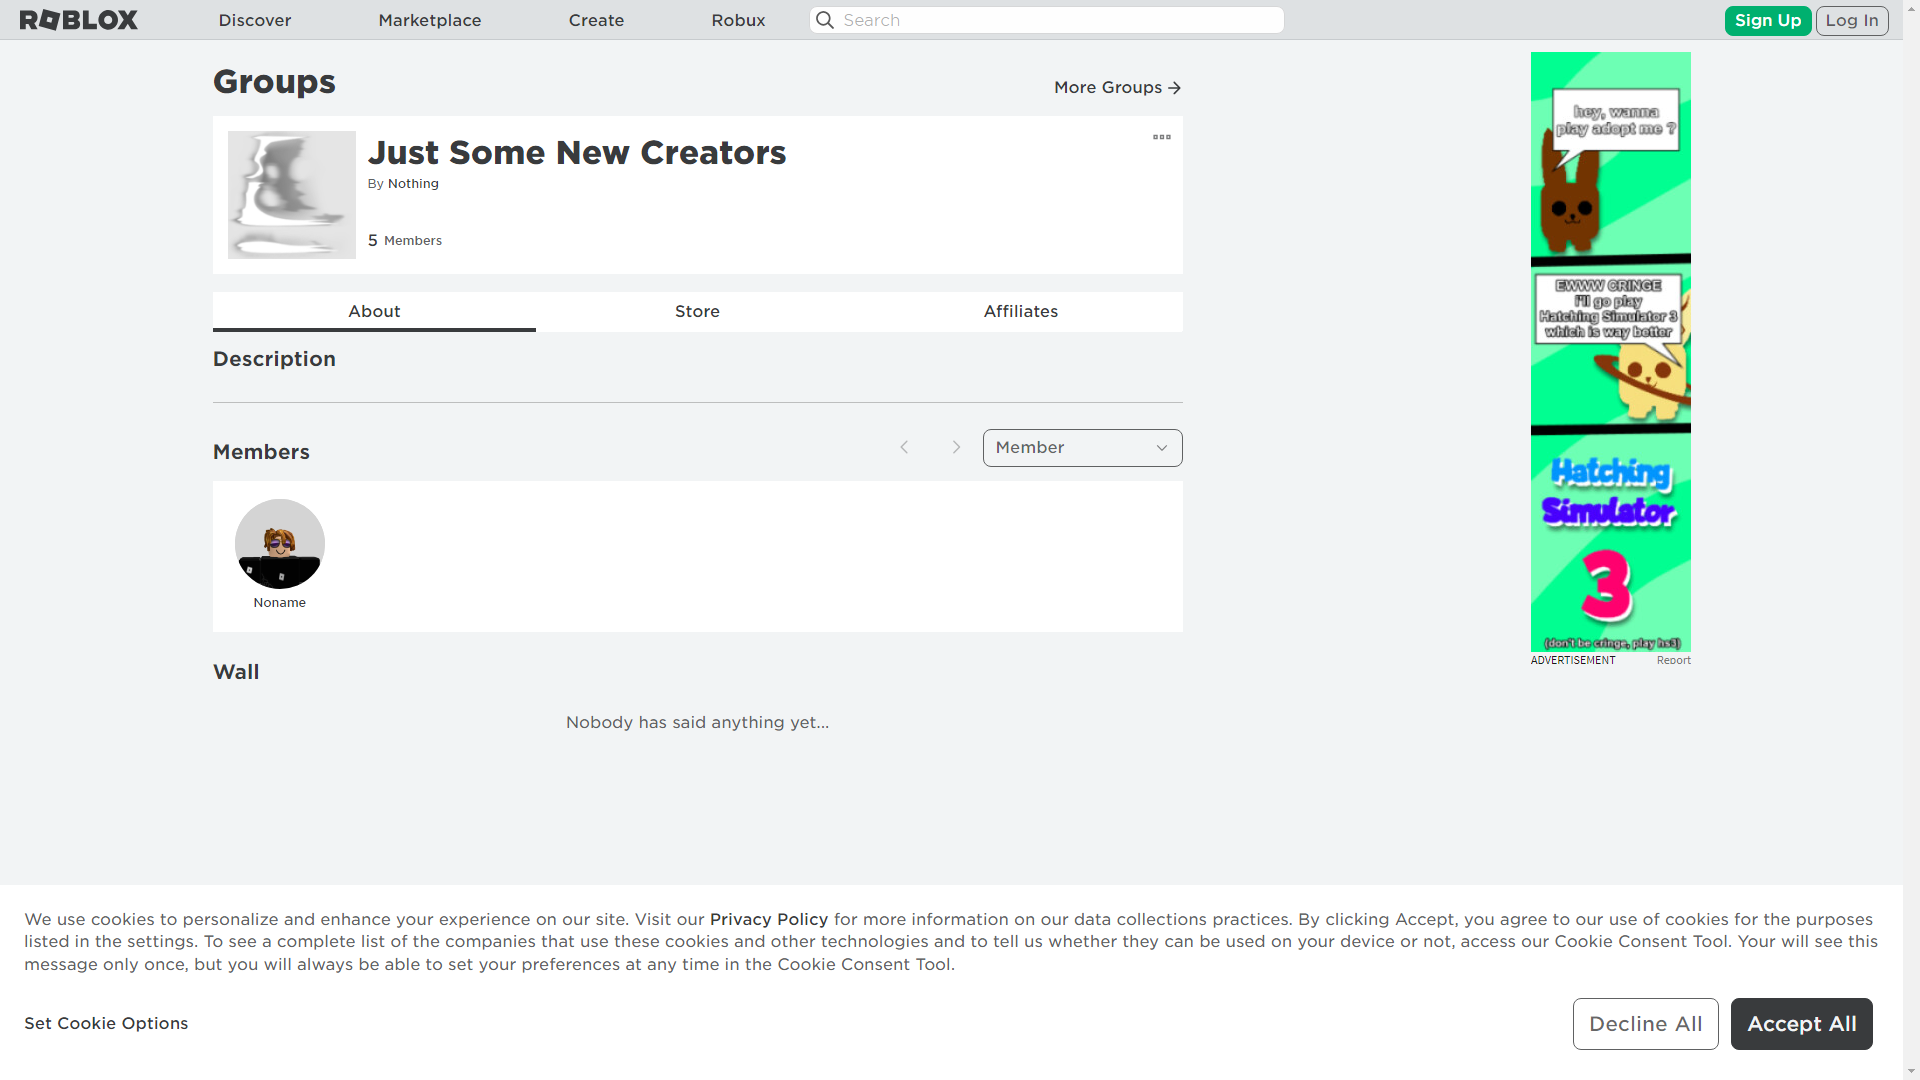 ROBLOX
Discover
Marketplace
Create
Robux
Search
Sign Up
Log In
Groups
More Groups
Just Some New Creators
By Nothing
5 Members
About
Store
Affiliates
Description
Members
Member
Noname
Wall
Nobody has said anything yet...
hey, wanna
play adopt me ?
EWWW CRINGE
I'll go play
Hatching Simulator 3
which is way better
Hatching
Simulator
3
(don't be cringe, play hs3)
ADVERTISEMENT
Report
We use cookies to personalize and enhance your experience on our site. Visit our Privacy Policy for more information on our data collections practices. By clicking Accept, you agree to our use of cookies for the purposes
listed in the settings. To see a complete list of the companies that use these cookies and other technologies and to tell us whether they can be used on your device or not, access our Cookie Consent Tool. Your will see this
message only once, but you will always be able to set your preferences at any time in the Cookie Consent Tool.
Set Cookie Options
Decline All
Accept All